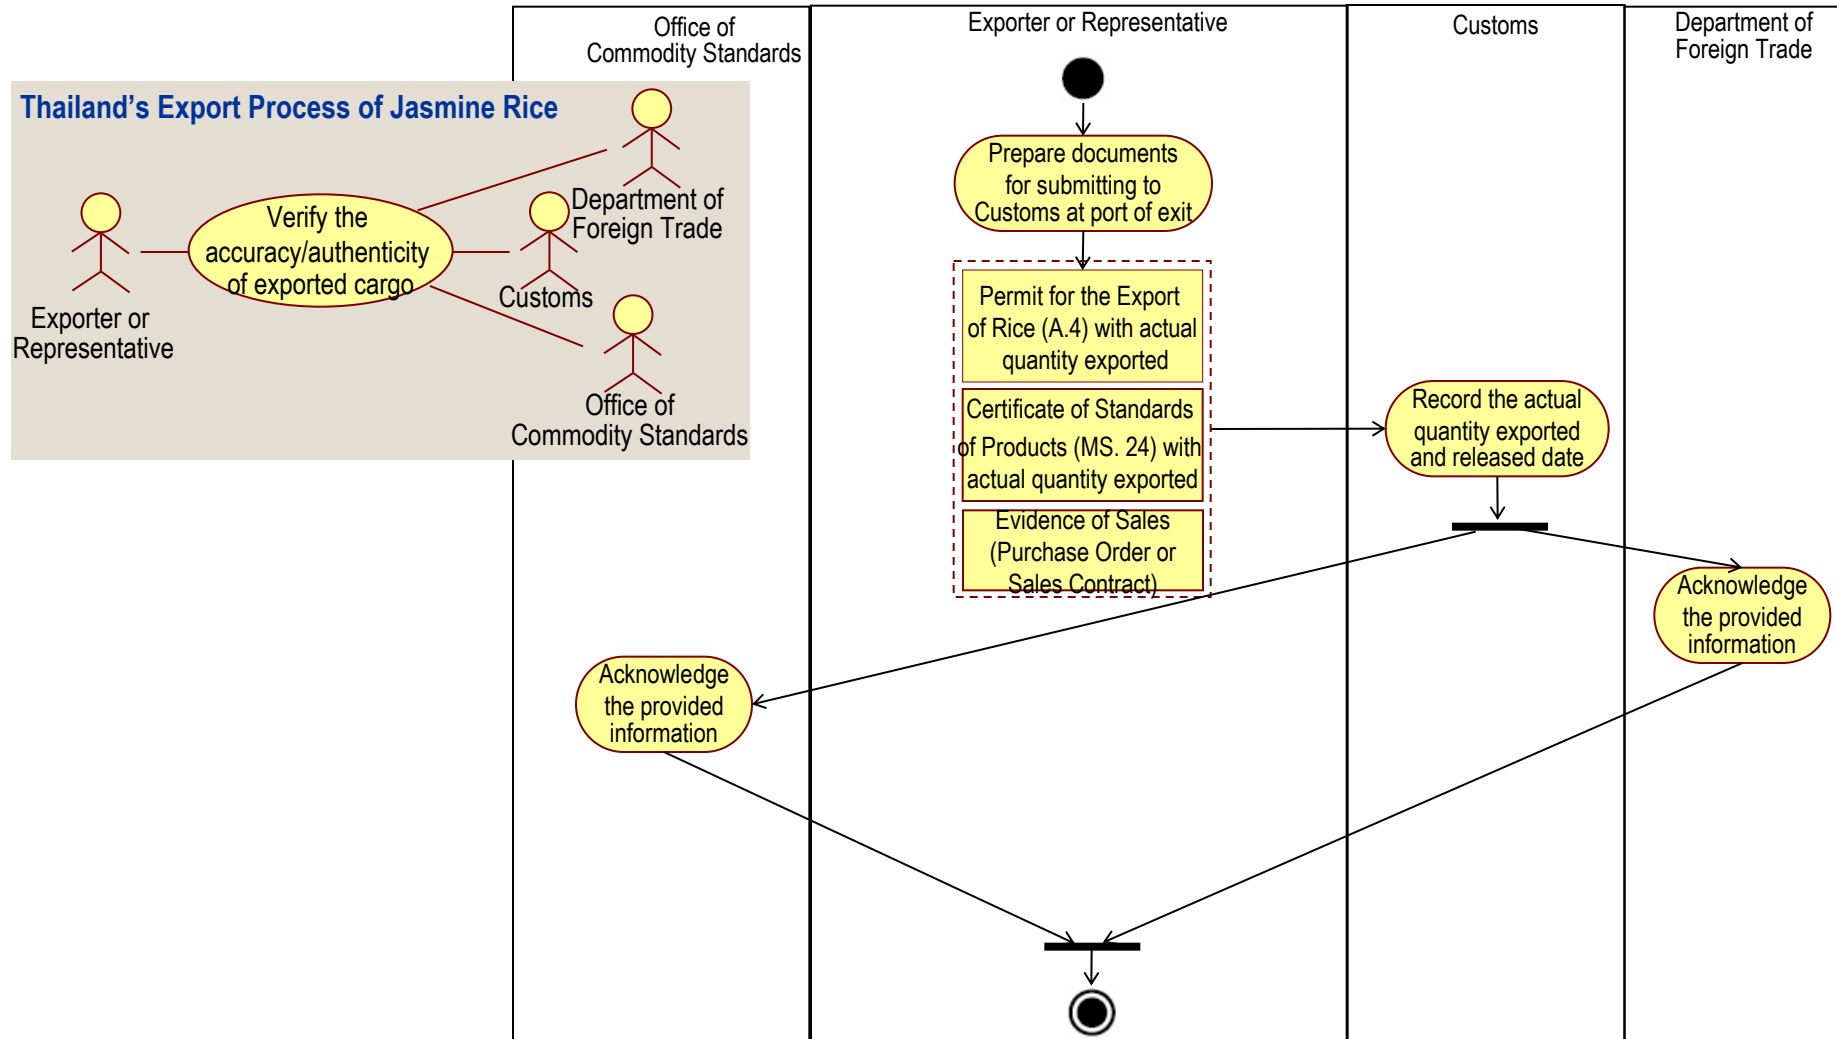 Office of
Commodity Standards
Exporter or Representative
Customs
Department of
Foreign Trade
Thailand's Export Process of Jasmine Rice
Verify the
accuracy/authenticity
of exported cargo
Exporter or
Representative
Department of
Foreign Trade
Customs
Office of
Commodity Standards
Prepare documents
for submitting to
Customs at port of exit
Permit for the Export
of Rice (A.4) with actual
quantity exported
Certificate of Standards
of Products (MS. 24) with
actual quantity exported
Evidence of Sales
(Purchase Order or
Sales Contract)
Record the actual
quantity exported
and released date
Acknowledge
the provided
information
Acknowledge
the provided
information